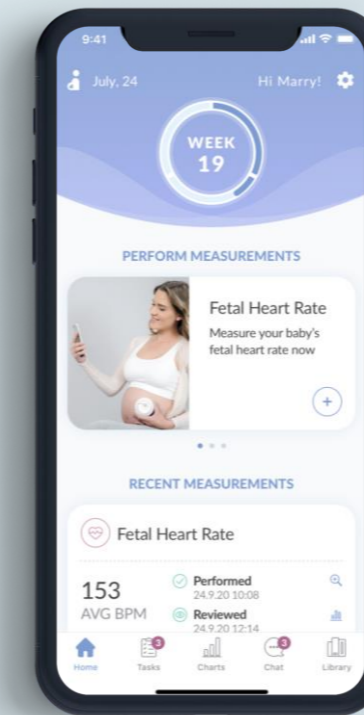 9:41
July, 24
Hi Marry!
WEEK
19
PERFORM MEASUREMENTS
Fetal Heart Rate
Measure your baby's
fetal heart rate now
RECENT MEASUREMENTS
Fetal Heart Rate
153
AVG BPM
Performed
24.9.20 10:08
Reviewed
24.9.20 12:14
3
3
Home
Tasks
Charts
Chat
Library